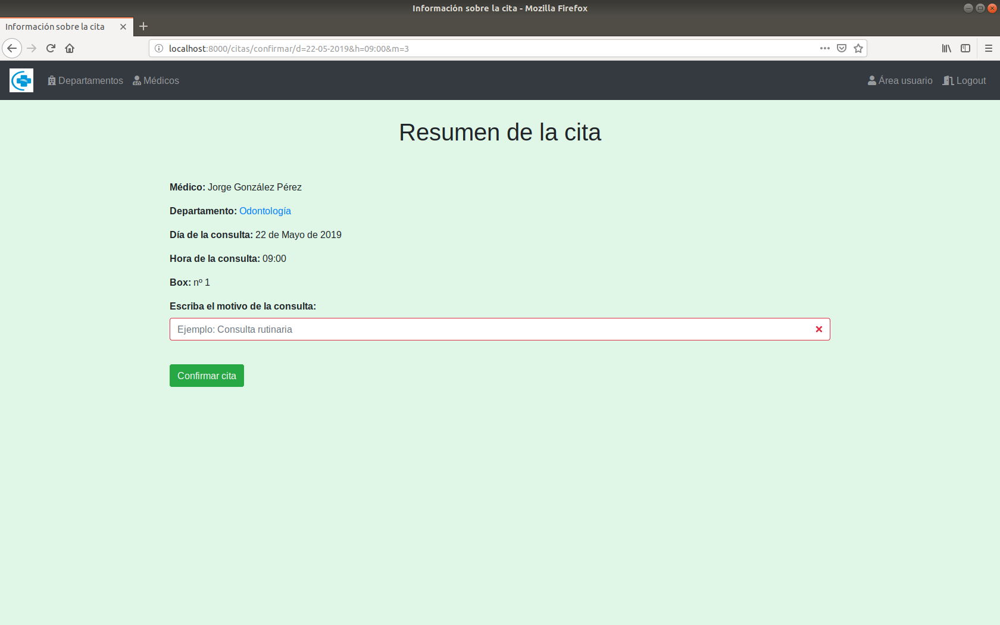 Información sobre la cita - Mozilla Firefox
Información sobre la cita
localhost:8000/citas/confirmar/d=22-05-2019&h=09:00&m=3
Departamentos Médicos Área usuario Logout
Resumen de la cita
Médico: Jorge González Pérez
Departamento: Odontología
Día de la consulta: 22 de Mayo de 2019
Hora de la consulta: 09:00
Box: nº 1
Escriba el motivo de la consulta:
Ejemplo: Consulta rutinaria
Confirmar cita